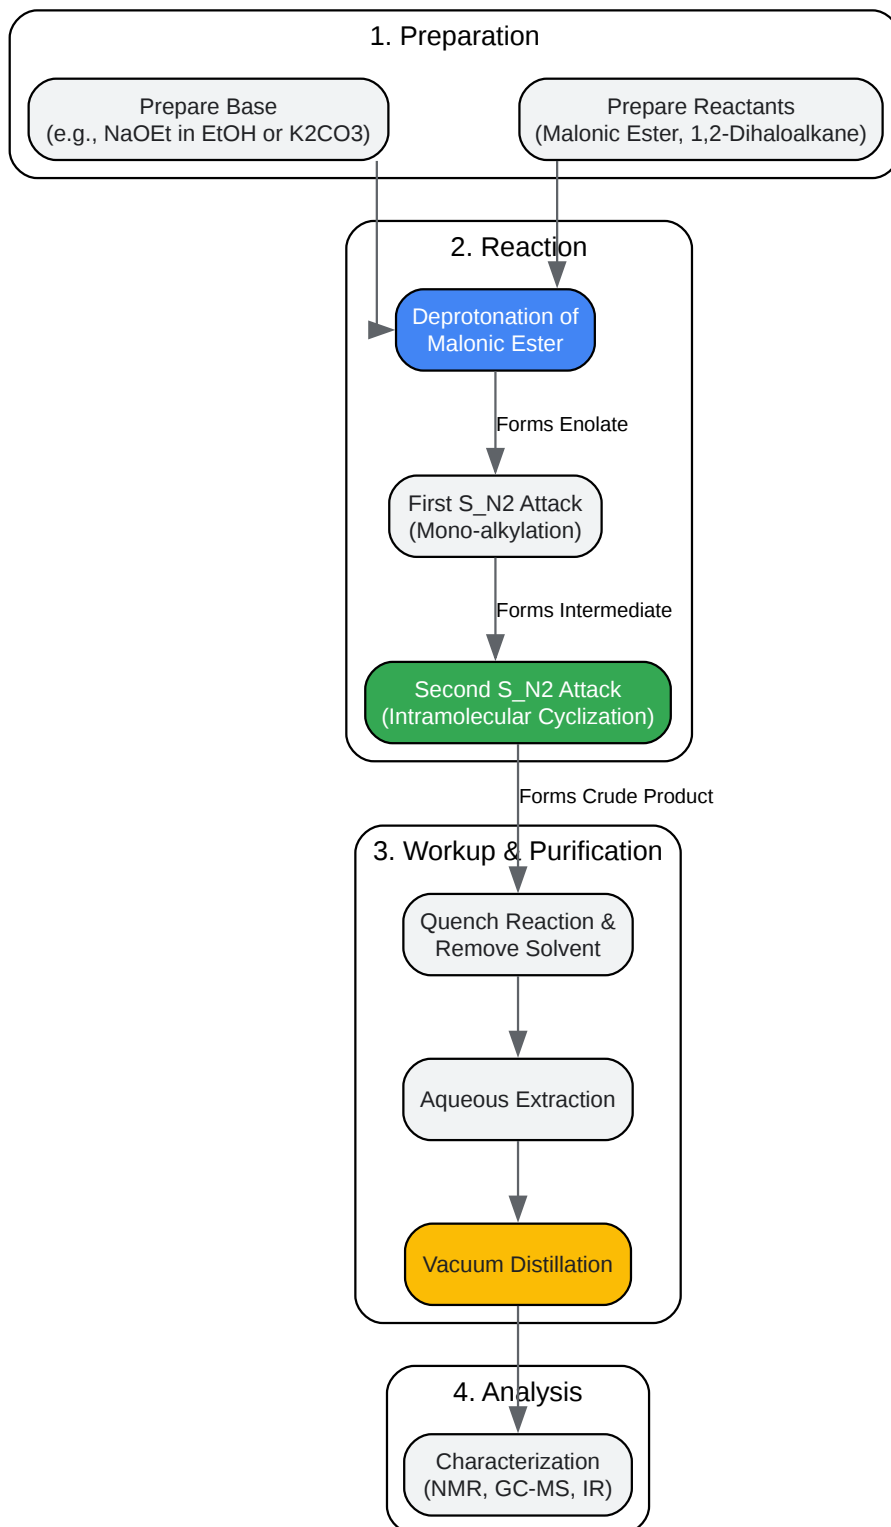 1. Preparation
Prepare Base
(e.g., NaOEt in EtOH or K2CO3)
Prepare Reactants
(Malonic Ester, 1,2-Dihaloalkane)
2. Reaction
Deprotonation of
Malonic Ester
Forms Enolate
First S_N2 Attack
(Mono-alkylation)
Forms Intermediate
Second S_N2 Attack
(Intramolecular Cyclization)
Forms Crude Product
3. Workup & Purification
Quench Reaction &
Remove Solvent
Aqueous Extraction
Vacuum Distillation
4. Analysis
Characterization
(NMR, GC-MS, IR)